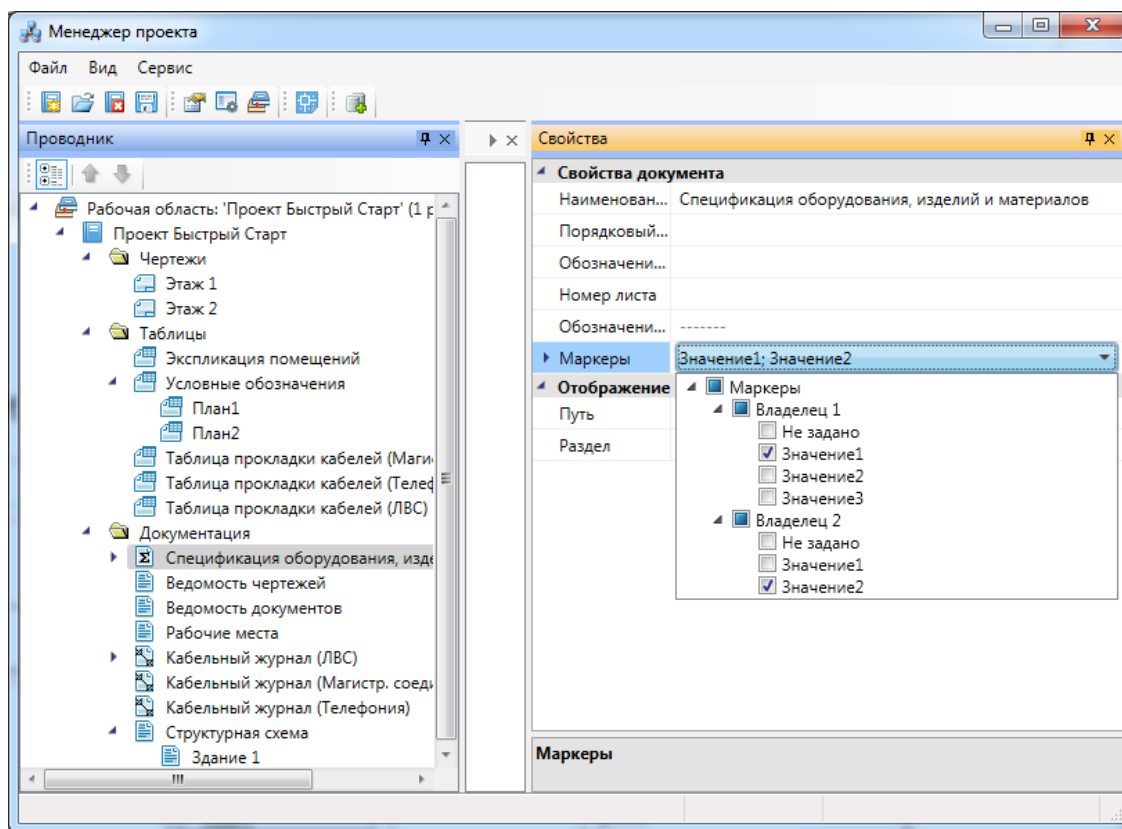 Менеджер проекта
Файл Вид Сервис
Проводник
Рабочая область: 'Проект Быстрый Старт' (1 р
Проект Быстрый Старт
Чертежи
Этаж 1
Этаж 2
Таблицы
Экспликация помещений
Условные обозначения
План1
План2
Таблица прокладки кабелей (Маги
Таблица прокладки кабелей (Телеф
Таблица прокладки кабелей (ЛВС)
Документация
Спецификация оборудования, изде
Ведомость чертежей
Ведомость документов
Рабочие места
Кабельный журнал (ЛВС)
Кабельный журнал (Магистр. соеди
Кабельный журнал (Телефония)
Структурная схема
Здание 1
Свойства
Свойства документа
Наименован... Спецификация оборудования, изделий и материалов
Порядковый...
Обозначени...
Номер листа
Обозначени... -------
Маркеры Значение1; Значение2
Отображение
Путь
Раздел
Маркеры
Владелец 1
Не задано
Значение1
Значение2
Значение3
Владелец 2
Не задано
Значение1
Значение2
Маркеры